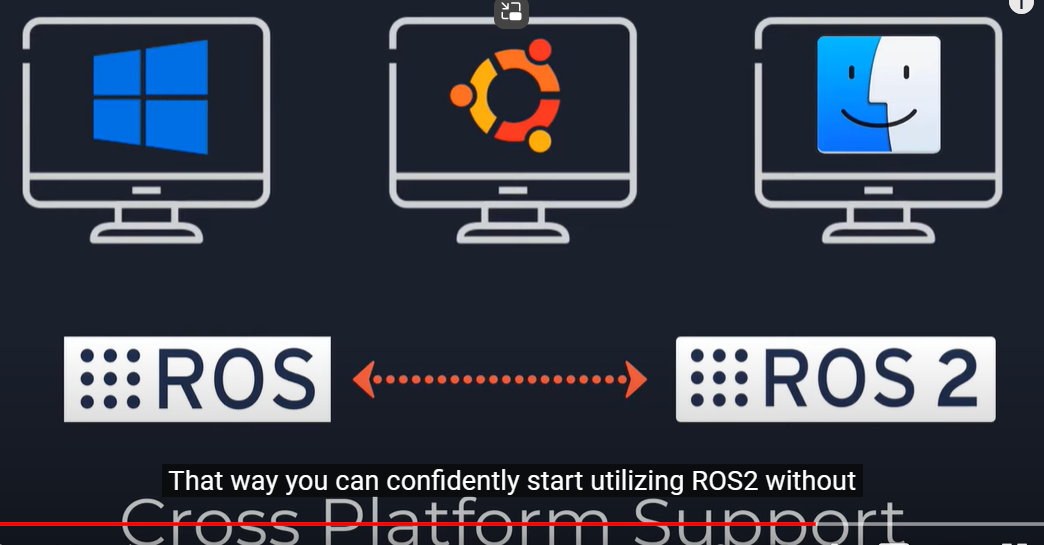 ROS
ROS 2
That way you can confidently start utilizing ROS2 without
Cross Platform Support